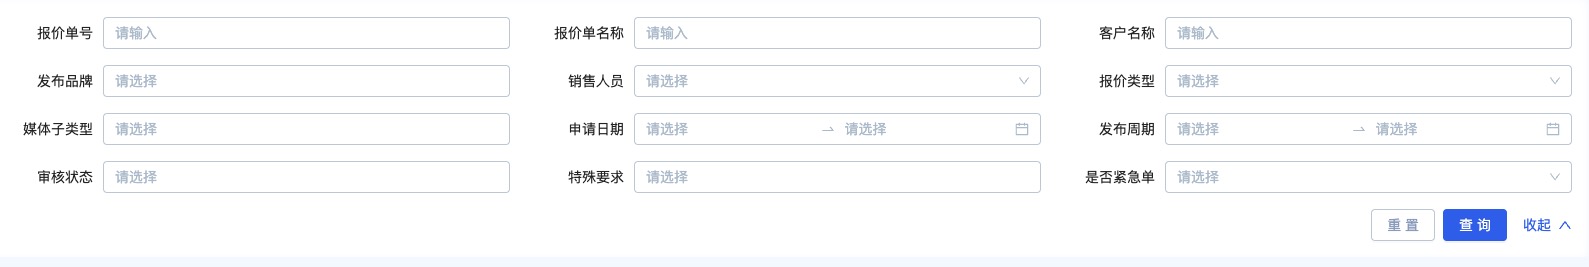 报价单号 请输入 报价单名称 请输入 客户名称 请输入
发布品牌 请选择 销售人员 请选择 报价类型 请选择
媒体子类型 请选择 申请日期 请选择 请选择 发布周期 请选择 请选择
审核状态 请选择 特殊要求 请选择 是否紧急单 请选择
重置 查询 收起